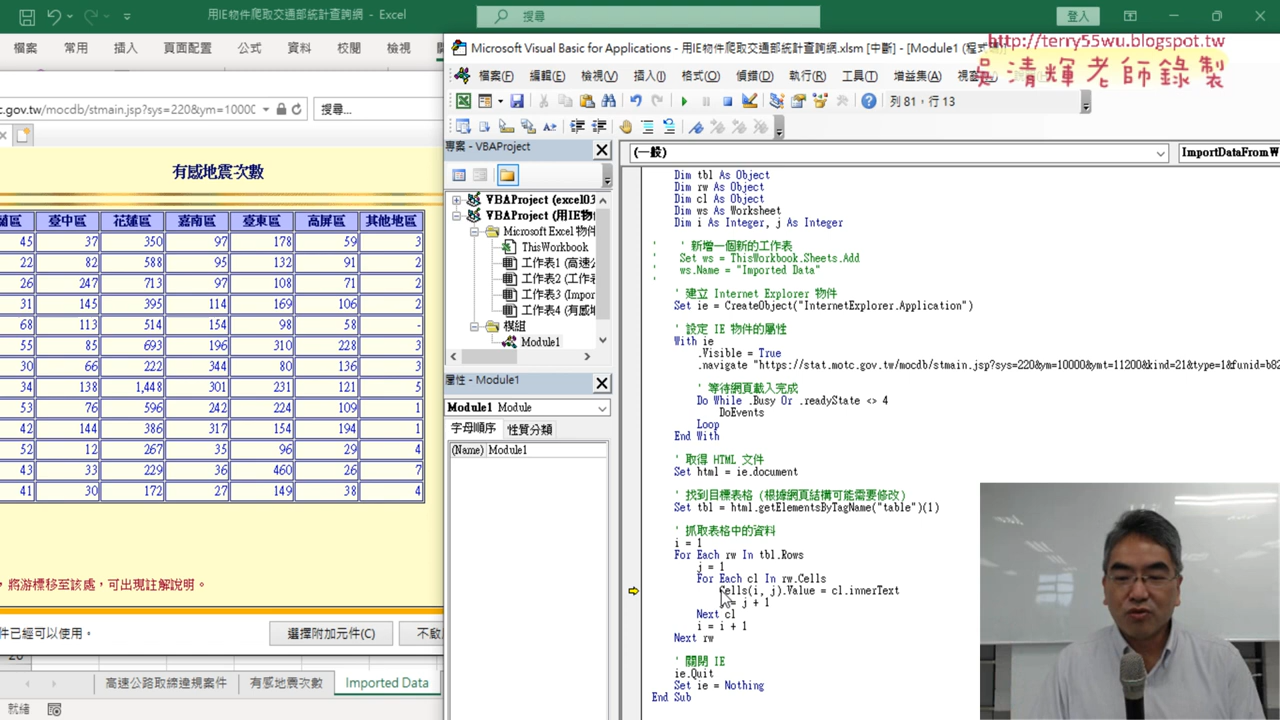 用IE物件爬取交通部統計查詢網 - Excel
搜尋
登入
檔案 常用 插入 頁面配置 公式 資料 校閱 檢視
Microsoft Visual Basic for Applications - 用IE物件爬取交通部統計查詢網.xlsm [中斷] - [Module1 (程式
http://terry55wu.blogspot.tw
吳清輝老師錄製
檔案(F) 編輯(E) 檢視(V) 插入(I) 格式(O) 偵錯(D) 執行(R) 工具(T) 增益集(A) 視窗
列 81，行 13
c.gov.tw/mocdb/stmain.jsp?sys=220&ym=1000C
搜尋...
專案 - VBAProject
(一般)
ImportDataFromW
有感地震次數
臺中區 花蓮區 嘉南區 臺東區 高屏區 其他地區
45 37 350 97 178 59 3
22 82 588 95 132 91 2
26 247 713 97 108 71 2
31 145 395 114 169 106 2
68 113 514 154 98 58 -
55 85 693 196 310 228 3
30 66 222 344 80 136 3
34 138 1,448 301 231 121 5
53 76 596 242 224 109 1
42 144 386 317 154 194 1
52 12 267 35 96 29 4
43 33 229 36 460 26 7
41 30 172 27 149 38 4
，將游標移至該處，可出現註解說明。
件已經可以使用。
選擇附加元件(C)
不啟
高速公路取締違規案件 有感地震次數 Imported Data
就緒
VBAProject (excel03
VBAProject (用IE物件
Microsoft Excel 物件
ThisWorkbook
工作表1 (高速公
工作表2 (工作表
工作表3 (Impor
工作表4 (有感地
模組
Module1
屬性 - Module1
Module1 Module
字母順序 性質分類
(Name) Module1
Dim tbl As Object
Dim rw As Object
Dim cl As Object
Dim ws As Worksheet
Dim i As Integer, j As Integer
' ' 新增一個新的工作表
' Set ws = ThisWorkbook.Sheets.Add
' ws.Name = "Imported Data"
' 建立 Internet Explorer 物件
Set ie = CreateObject("InternetExplorer.Application")
' 設定 IE 物件的屬性
With ie
.Visible = True
.navigate "https://stat.motc.gov.tw/mocdb/stmain.jsp?sys=220&ym=10000&ymt=11200&kind=21&type=1&funid=b82
' 等待網頁載入完成
Do While .Busy Or .readyState <> 4
DoEvents
Loop
End With
' 取得 HTML 文件
Set html = ie.document
' 找到目標表格 (根據網頁結構可能需要修改)
Set tbl = html.getElementsByTagName("table")(1)
' 抓取表格中的資料
i = 1
For Each rw In tbl.Rows
j = 1
For Each cl In rw.Cells
Cells(i, j).Value = cl.innerText
= j + 1
Next cl
i = i + 1
Next rw
' 關閉 IE
ie.Quit
Set ie = Nothing
End Sub